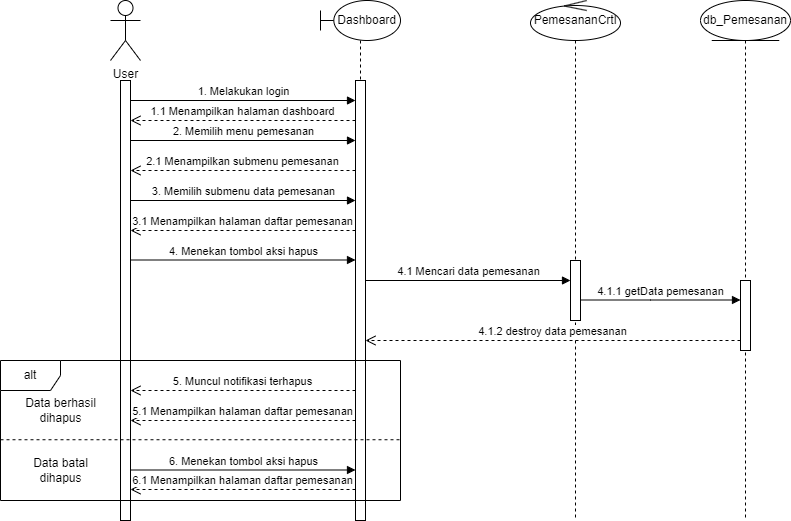 Dashboard
PemesananCrtl
db_Pemesanan
User
1. Melakukan login
1.1 Menampilkan halaman dashboard
2. Memilih menu pemesanan
2.1 Menampilkan submenu pemesanan
3. Memilih submenu data pemesanan
3.1 Menampilkan halaman daftar pemesanan
4. Menekan tombol aksi hapus
4.1 Mencari data pemesanan
4.1.1 getData pemesanan
4.1.2 destroy data pemesanan
alt
5. Muncul notifikasi terhapus
Data berhasil
dihapus
5.1 Menampilkan halaman daftar pemesanan
Data batal
dihapus
6. Menekan tombol aksi hapus
6.1 Menampilkan halaman daftar pemesanan